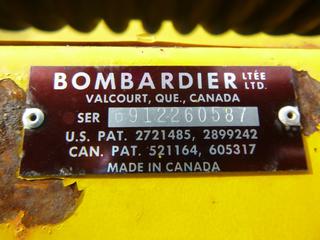 BOMBARDIER LTÉE LTD.
VALCOURT, QUE., CANADA
SER 6912260587
U.S. PAT. 2721485, 2899242
CAN. PAT. 521164, 605317
MADE IN CANADA